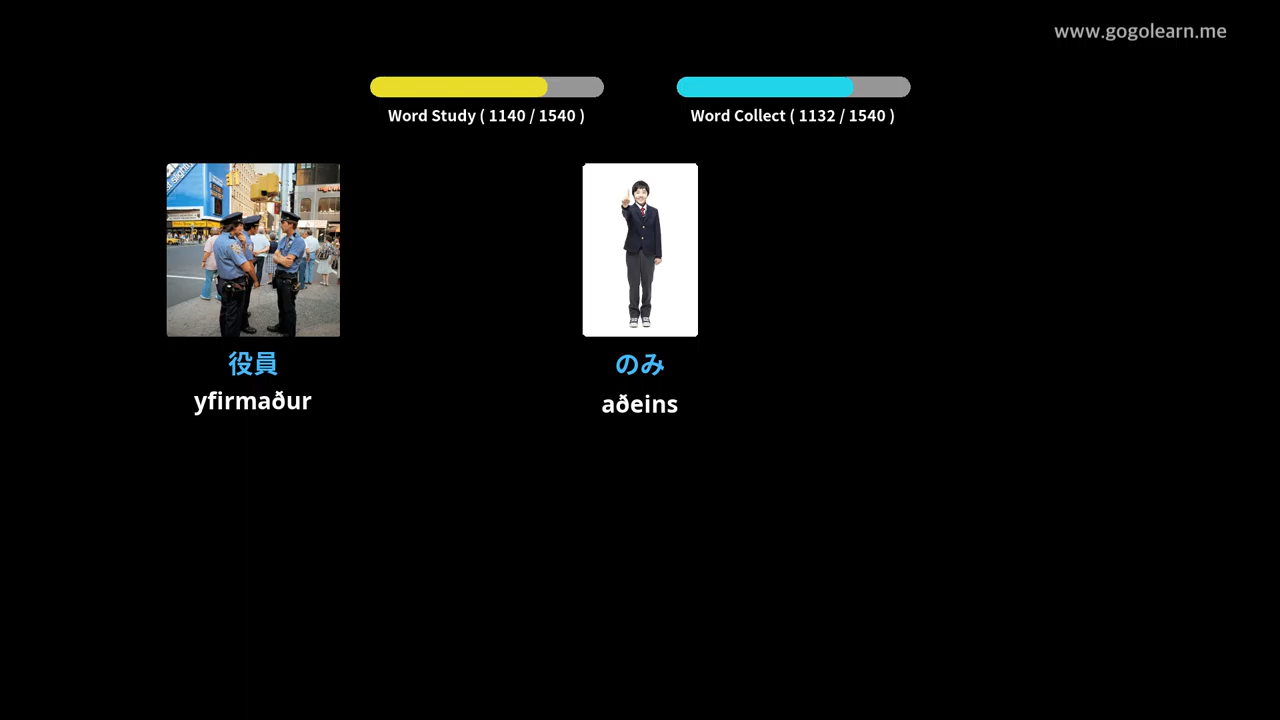 www.gogolearn.me
Word Study ( 1140 / 1540 )
Word Collect ( 1132 / 1540 )
役員
yfirmaður
のみ
aðeins